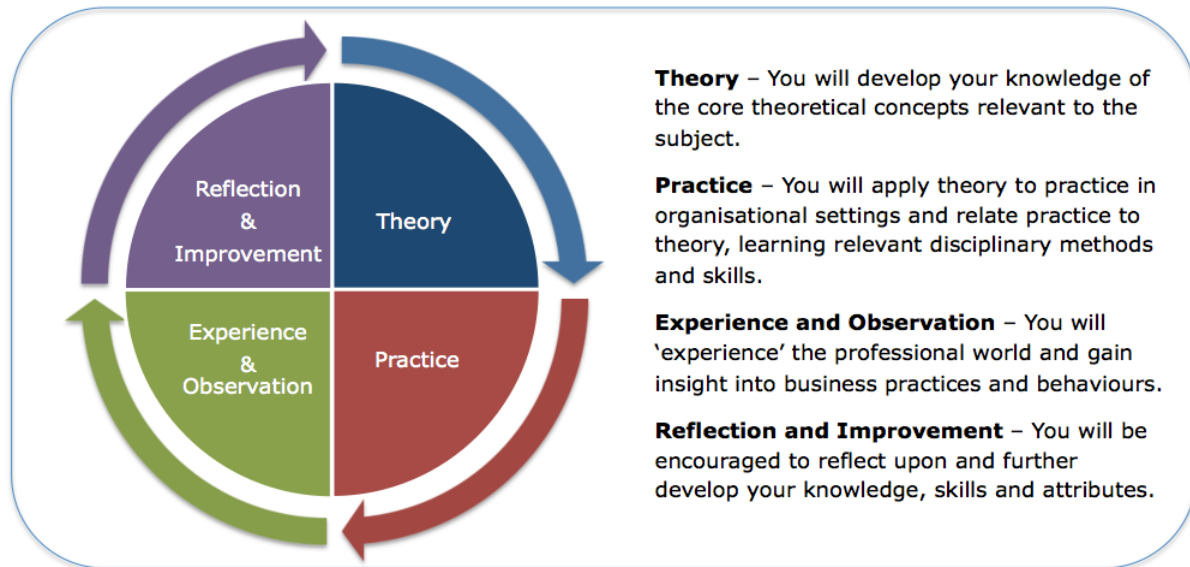 Reflection
&
Improvement
Theory
Experience
&
Observation
Practice
Theory – You will develop your knowledge of
the core theoretical concepts relevant to the
subject.
Practice – You will apply theory to practice in
organisational settings and relate practice to
theory, learning relevant disciplinary methods
and skills.
Experience and Observation – You will
‘experience’ the professional world and gain
insight into business practices and behaviours.
Reflection and Improvement – You will be
encouraged to reflect upon and further
develop your knowledge, skills and attributes.